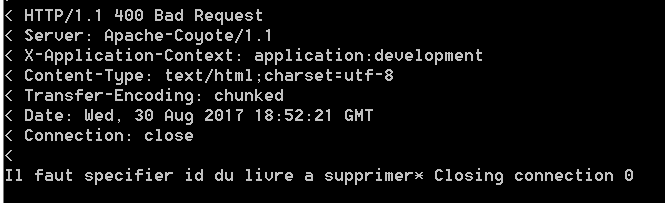 < HTTP/1.1 400 Bad Request
< Server: Apache-Coyote/1.1
< X-Application-Context: application:development
< Content-Type: text/html;charset=utf-8
< Transfer-Encoding: chunked
< Date: Wed, 30 Aug 2017 18:52:21 GMT
< Connection: close
<
Il faut specifier id du livre a supprimer* Closing connection 0